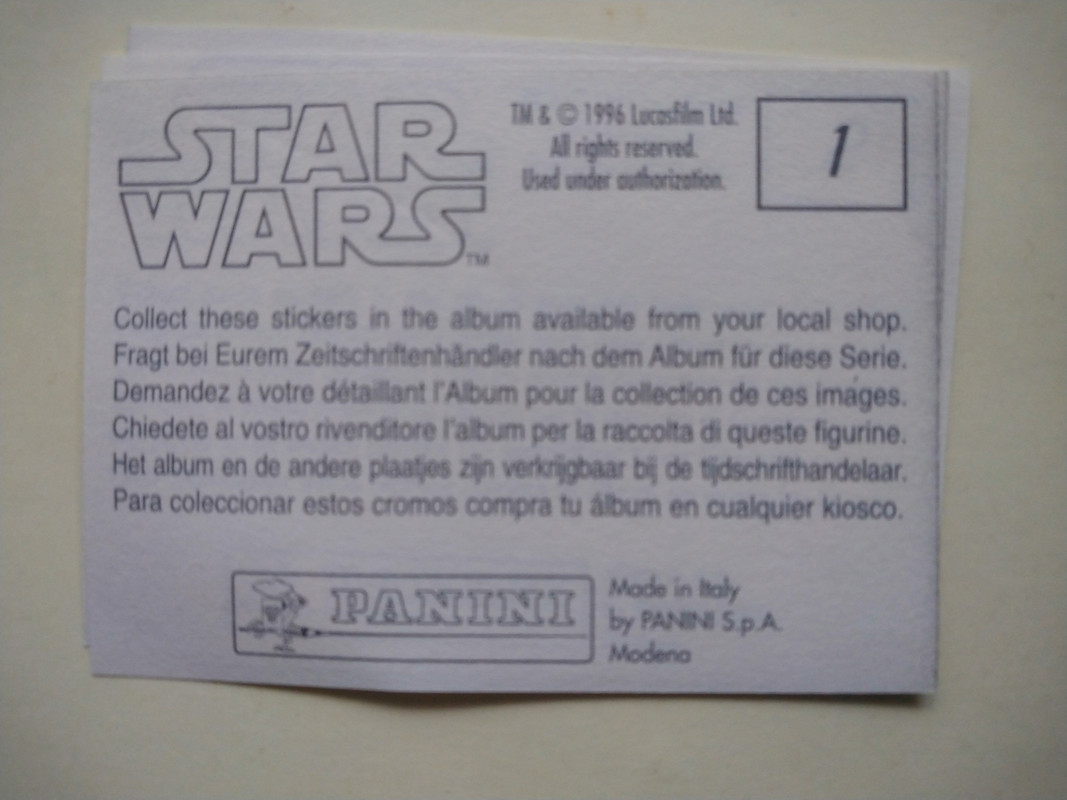 STAR
WARS TM
TM & © 1996 Lucasfilm Ltd.
All rights reserved.
Used under authorization.
1
Collect these stickers in the album available from your local shop.
Fragt bei Eurem Zeitschriftenhändler nach dem Album für diese Serie.
Demandez à votre détaillant l'Album pour la collection de ces images.
Chiedete al vostro rivenditore l'album per la raccolta di queste figurine.
Het album en de andere plaatjes zijn verkrijgbaar bij de tijdschrifthandelaar.
Para coleccionar estos cromos compra tu álbum en cualquier kiosco.
PANINI
Made in Italy
by PANINI S.p.A.
Modena